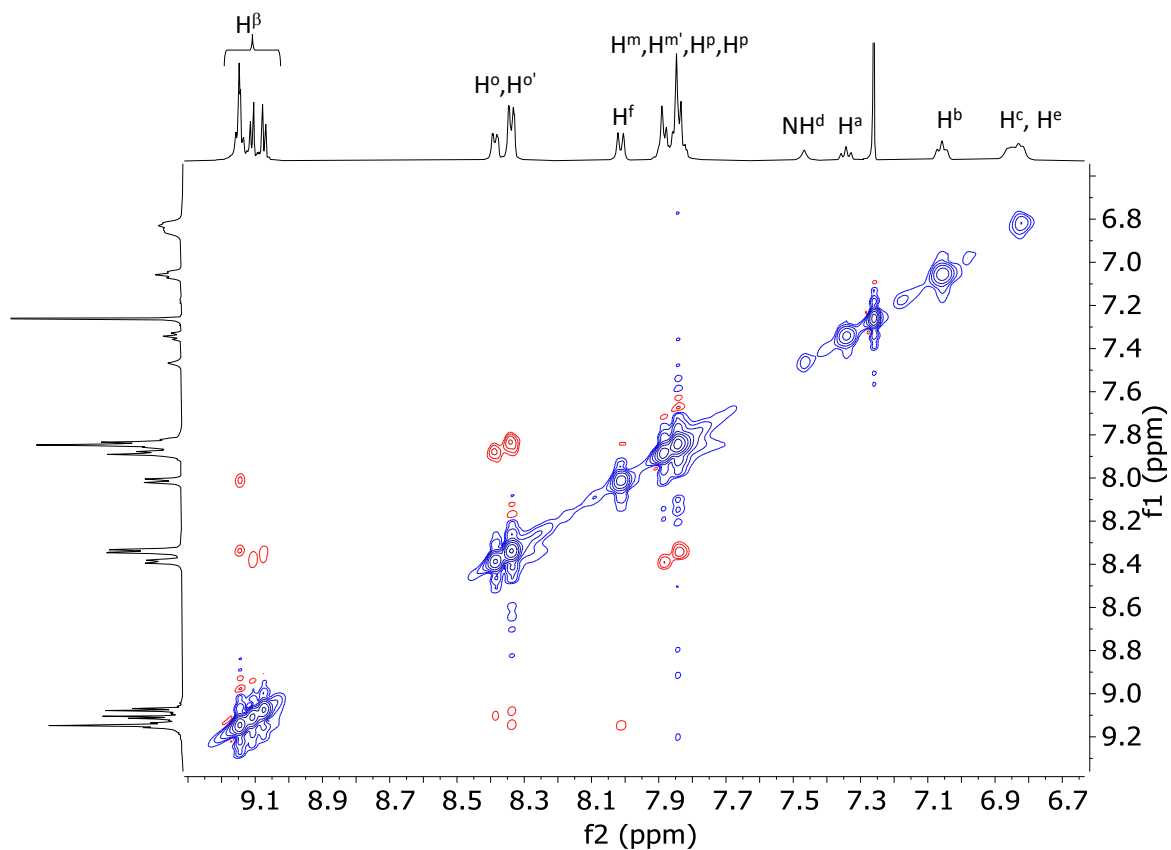 Hᵝ
Hᵐ,Hᵐ',Hᵖ,Hᵖ
Hᵒ,Hᵒ'
Hᶠ
NHᵈ
Hᵃ
Hᵇ
Hᶜ, Hᵉ
6.8
7.0
7.2
7.4
7.6
7.8
8.0
8.2
8.4
8.6
8.8
9.0
9.2
f1 (ppm)
9.1 8.9 8.7 8.5 8.3 8.1 7.9 7.7 7.5 7.3 7.1 6.9 6.7
f2 (ppm)